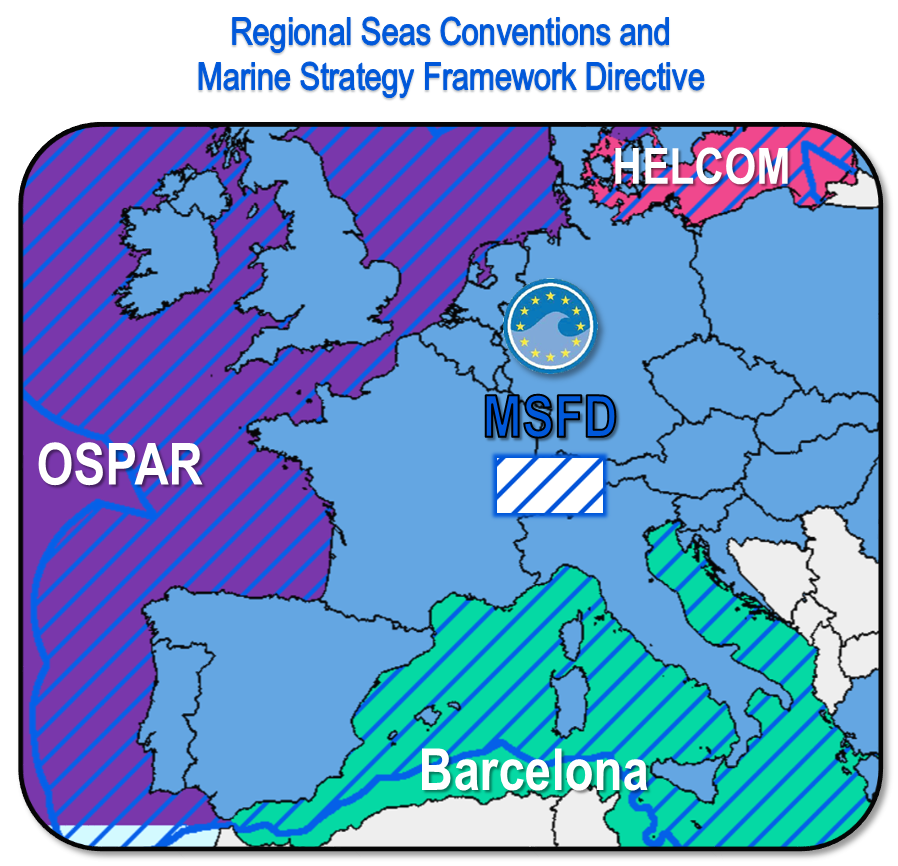 Regional Seas Conventions and
Marine Strategy Framework Directive
HELCOM
MSFD
OSPAR
Barcelona